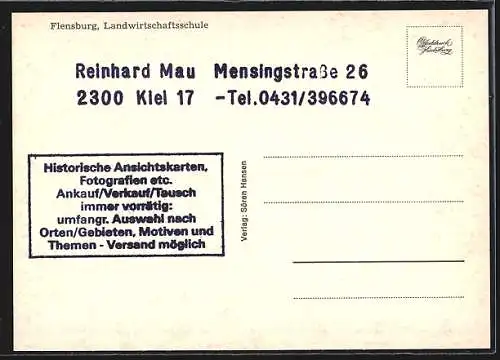 Flensburg, Landwirtschaftsschule
Reinhard Mau Mensingstraße 26
2300 Kiel 17 -Tel.0431/396674
Historische Ansichtskarten,
Fotografien etc.
Ankauf/Verkauf/Tausch
immer vorrätig:
umfangr. Auswahl nach
Orten/Gebieten, Motiven und
Themen - Versand möglich
Verlag: Sören Hansen